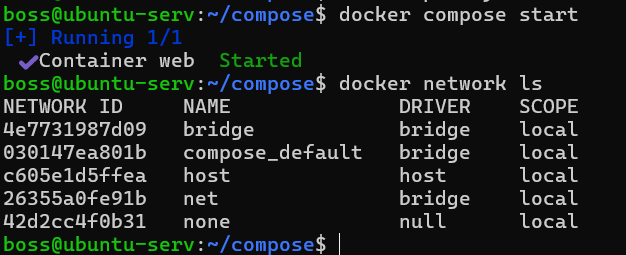 boss@ubuntu-serv:~/compose$ docker compose start
[+] Running 1/1
✔Container web  Started
boss@ubuntu-serv:~/compose$ docker network ls
NETWORK ID     NAME              DRIVER    SCOPE
4e7731987d09   bridge            bridge    local
030147ea801b   compose_default   bridge    local
c605e1d5ffea   host              host      local
26355a0fe91b   net               bridge    local
42d2cc4f0b31   none              null      local
boss@ubuntu-serv:~/compose$